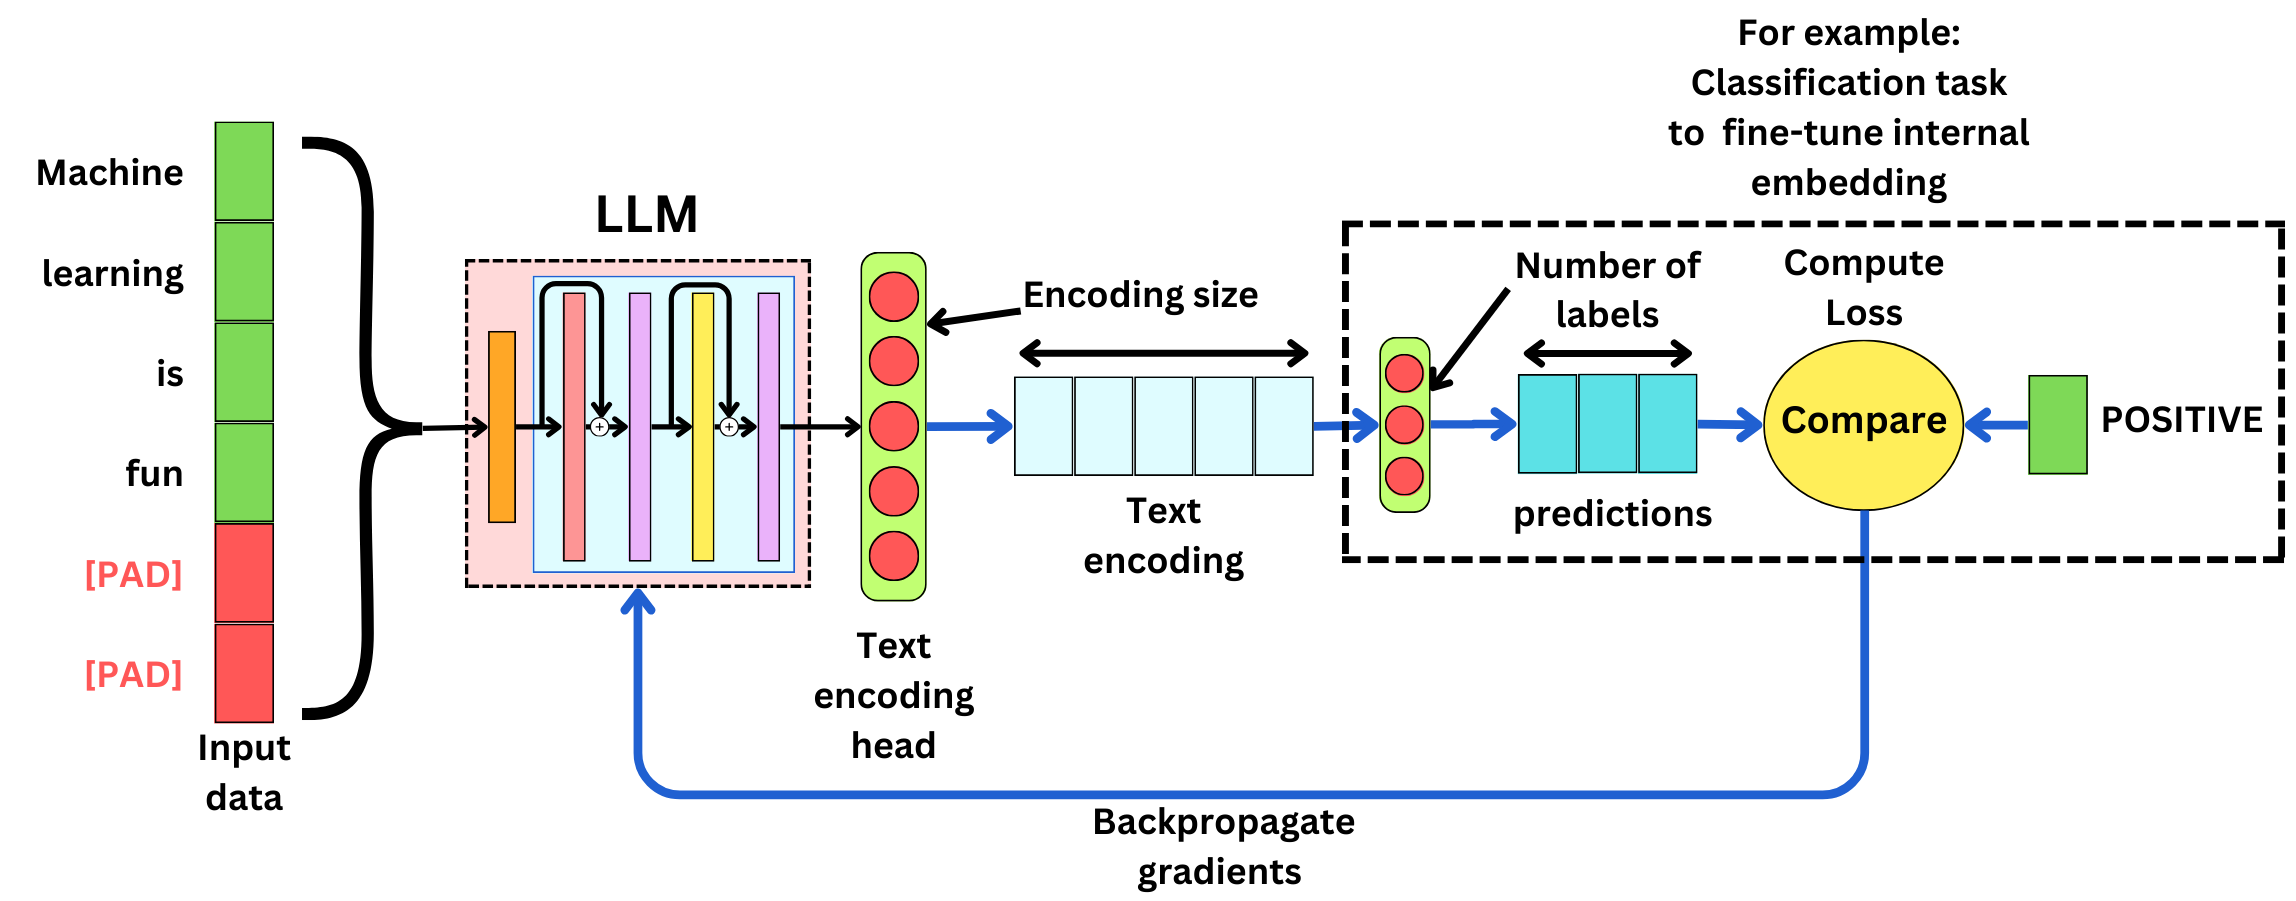 For example:
Classification task
to fine-tune internal
embedding
Machine
learning
is
fun
[PAD]
[PAD]
Input
data
LLM
Encoding size
Text
encoding
head
Text
encoding
Number of
labels
predictions
Compute
Loss
Compare
POSITIVE
Backpropagate
gradients